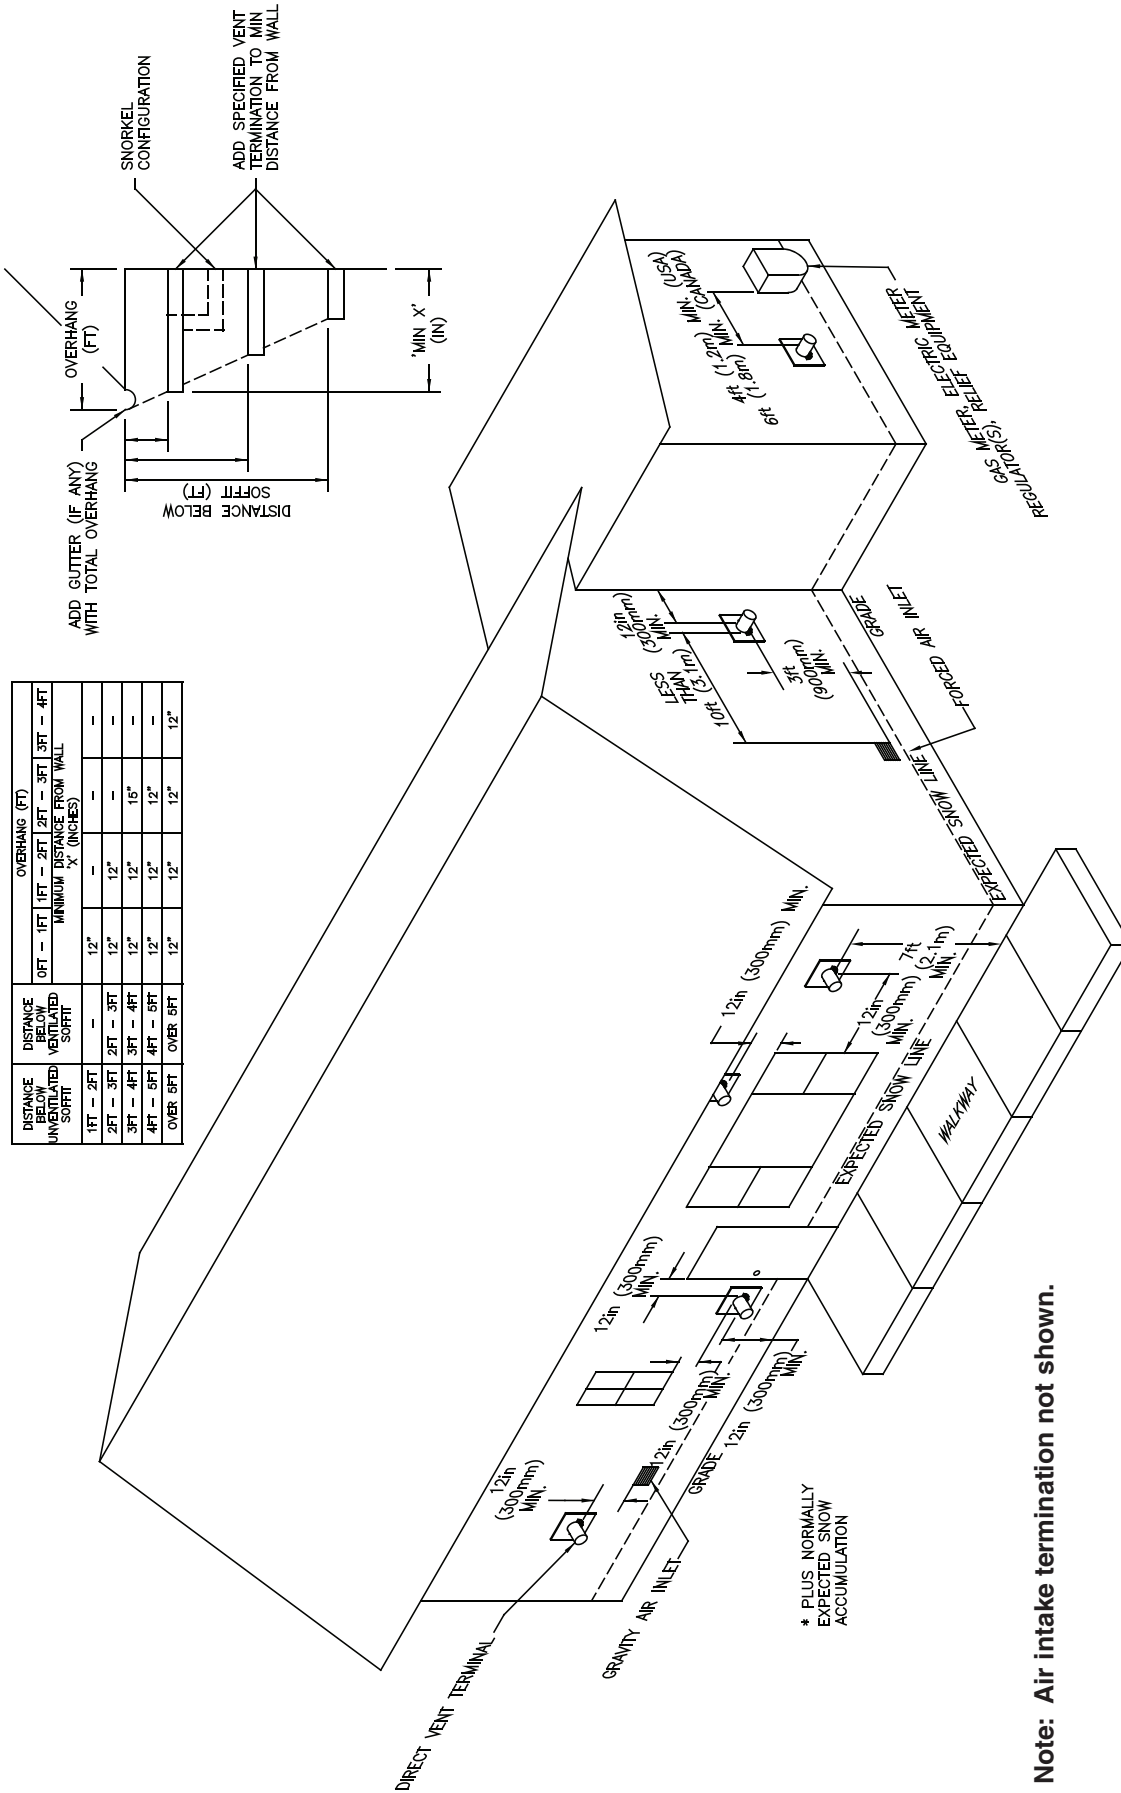 DISTANCE
BELOW
UNVENTILATED
SOFFIT
DISTANCE
BELOW
VENTILATED
SOFFIT
OVERHANG (FT)
0FT - 1FT 1FT - 2FT 2FT - 3FT 3FT - 4FT
MINIMUM DISTANCE FROM WALL
'X' (INCHES)
1FT - 2FT - 12" - - -
2FT - 3FT 2FT - 3FT 12" 12" - -
3FT - 4FT 3FT - 4FT 12" 12" 15" -
4FT - 5FT 4FT - 5FT 12" 12" 12" -
OVER 5FT OVER 5FT 12" 12" 12" 12"
ADD GUTTER (IF ANY)
WITH TOTAL OVERHANG
OVERHANG
(FT)
SNORKEL
CONFIGURATION
ADD SPECIFIED VENT
TERMINATION TO MIN
DISTANCE FROM WALL
DISTANCE BELOW
SOFFIT (FT)
'MIN X'
(IN)
DIRECT VENT TERMINAL
12in
(300mm)
MIN.
GRAVITY AIR INLET
12in (300mm)
MIN.
12in (300mm)
MIN.
GRADE
12in (300mm)
MIN.
12in (300mm) MIN.
EXPECTED SNOW LINE
12in
(300mm)
MIN.
7ft
(2.1m)
MIN.
WALKWAY
EXPECTED SNOW LINE
12in
(300mm)
MIN.
LESS
THAN
10ft (3.1m)
3ft
(900mm)
MIN.
GRADE
FORCED AIR INLET
4ft (1.2m) MIN. (USA)
6ft (1.8m) MIN. (CANADA)
GAS METER, ELECTRIC METER
REGULATOR(S), RELIEF EQUIPMENT
* PLUS NORMALLY
EXPECTED SNOW
ACCUMULATION
Note: Air intake termination not shown.